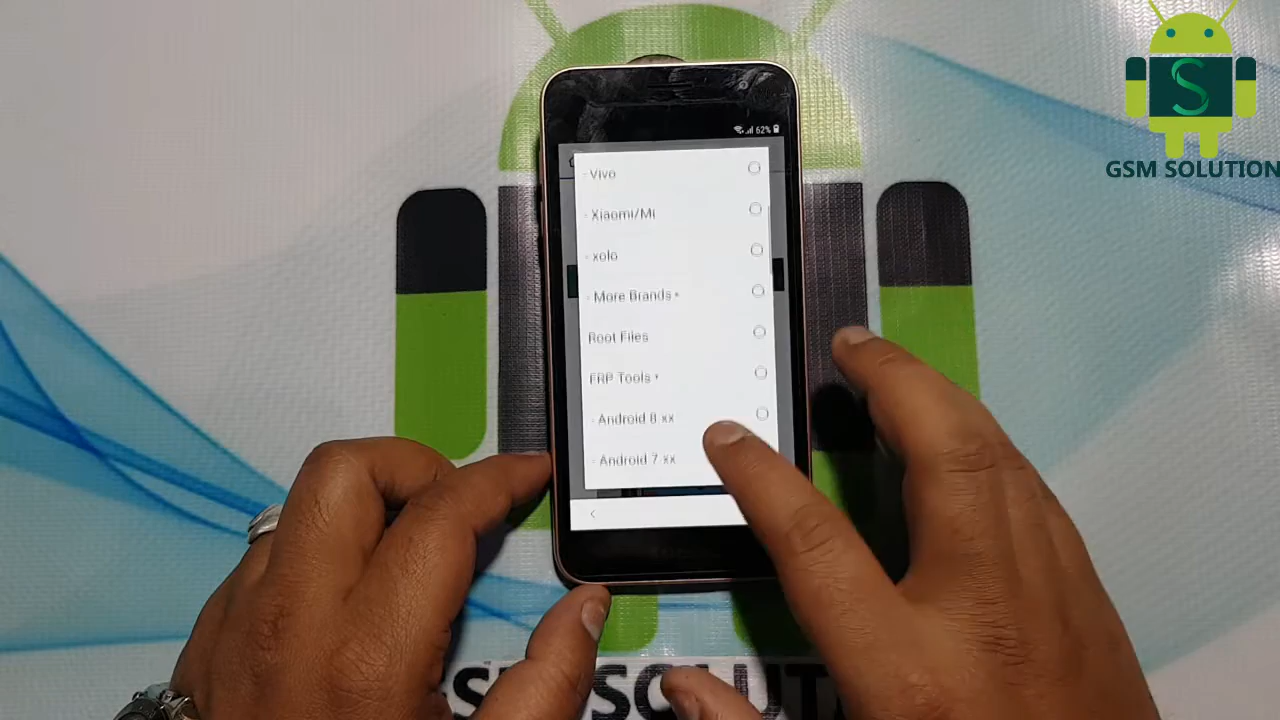 GSM SOLUTION
62%
- Vivo
- Xiaomi/Mi
- xolo
- More Brands +
Root Files
FRP Tools +
- Android 8.xx
- Android 7.xx